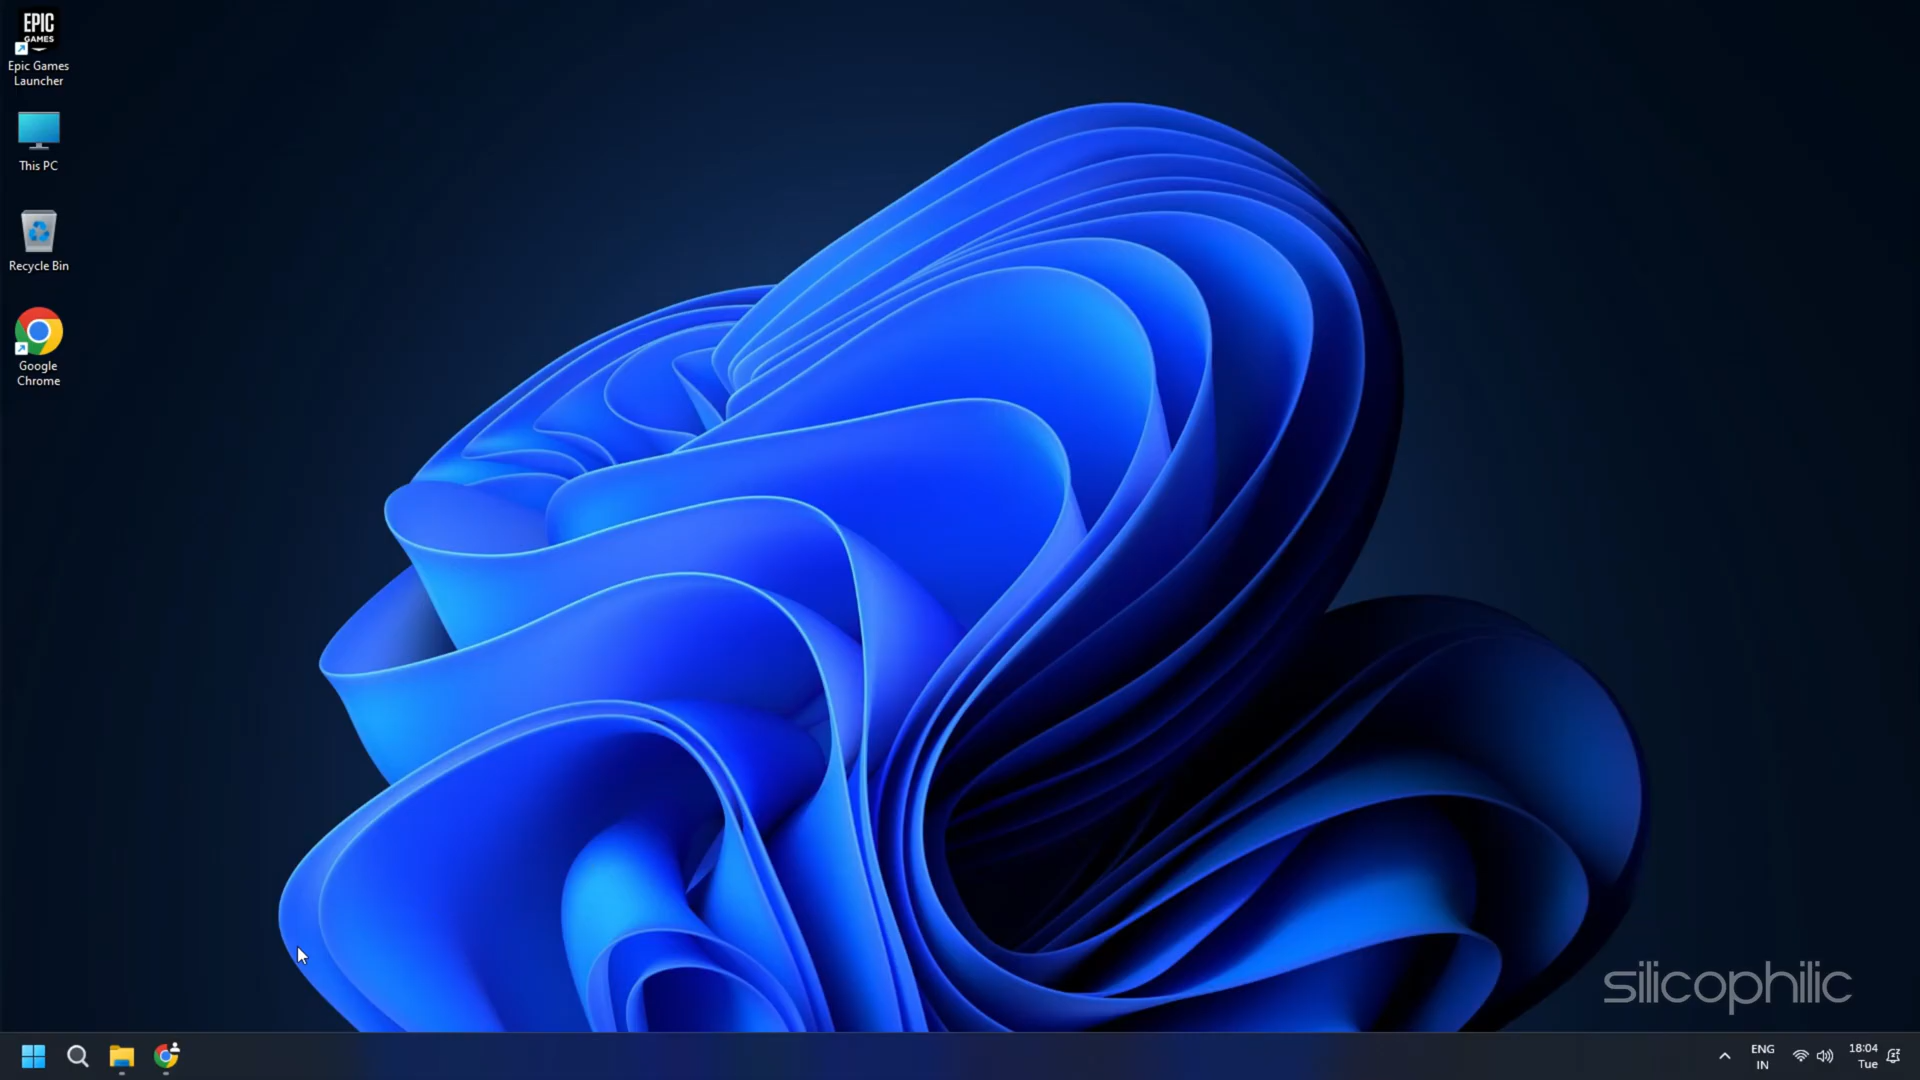 EPIC
GAMES
Epic Games
Launcher
This PC
Recycle Bin
Google
Chrome
silicophilic
ENG
IN
18:04
Tue